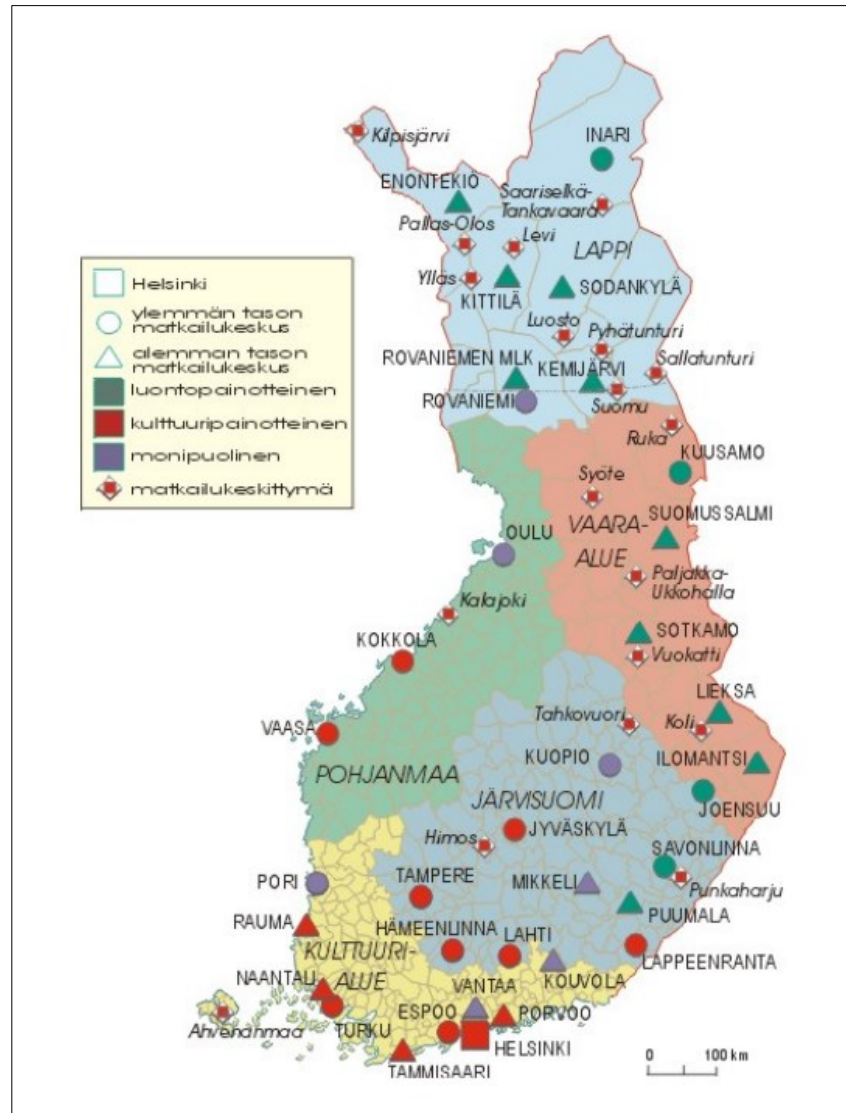 Kilpisjärvi
INARI
ENONTEKIÖ
Saariselkä-
Tankavaara
Pallas-Olos
Levi
LAPPI
Ylläs
KITTILÄ
SODANKYLÄ
Luosto
Pyhätunturi
ROVANIEMEN MLK
KEMIJÄRVI
Sallatunturi
ROVANIEMI
Suomu
Ruka
Helsinki
ylemmän tason
matkailukeskus
alemman tason
matkailukeskus
luontopainotteinen
kulttuuripainotteinen
monipuolinen
matkailukeskittymä
KUUSAMO
Syöte
SUOMUSSALMI
VAARA-
ALUE
OULU
Paljakka-
Ukkohalla
Kalajoki
SOTKAMO
KOKKOLA
Vuokatti
LIEKSA
VAASA
Tahkovuori
Koli
KUOPIO
ILOMANTSI
POHJANMAA
JÄRVISUOMI
JOENSUU
Himos
JYVÄSKYLÄ
SAVONLINNA
PORI
TAMPERE
MIKKELI
Punkaharju
RAUMA
HÄMEENLINNA
LAHTI
PUUMALA
KULTTUURI-
ALUE
LAPPEENRANTA
NAANTALI
VANTAA
KOUVOLA
Ahvenanmaa
TURKU
ESPOO
PORVOO
HELSINKI
TAMMISAARI
0 100 km